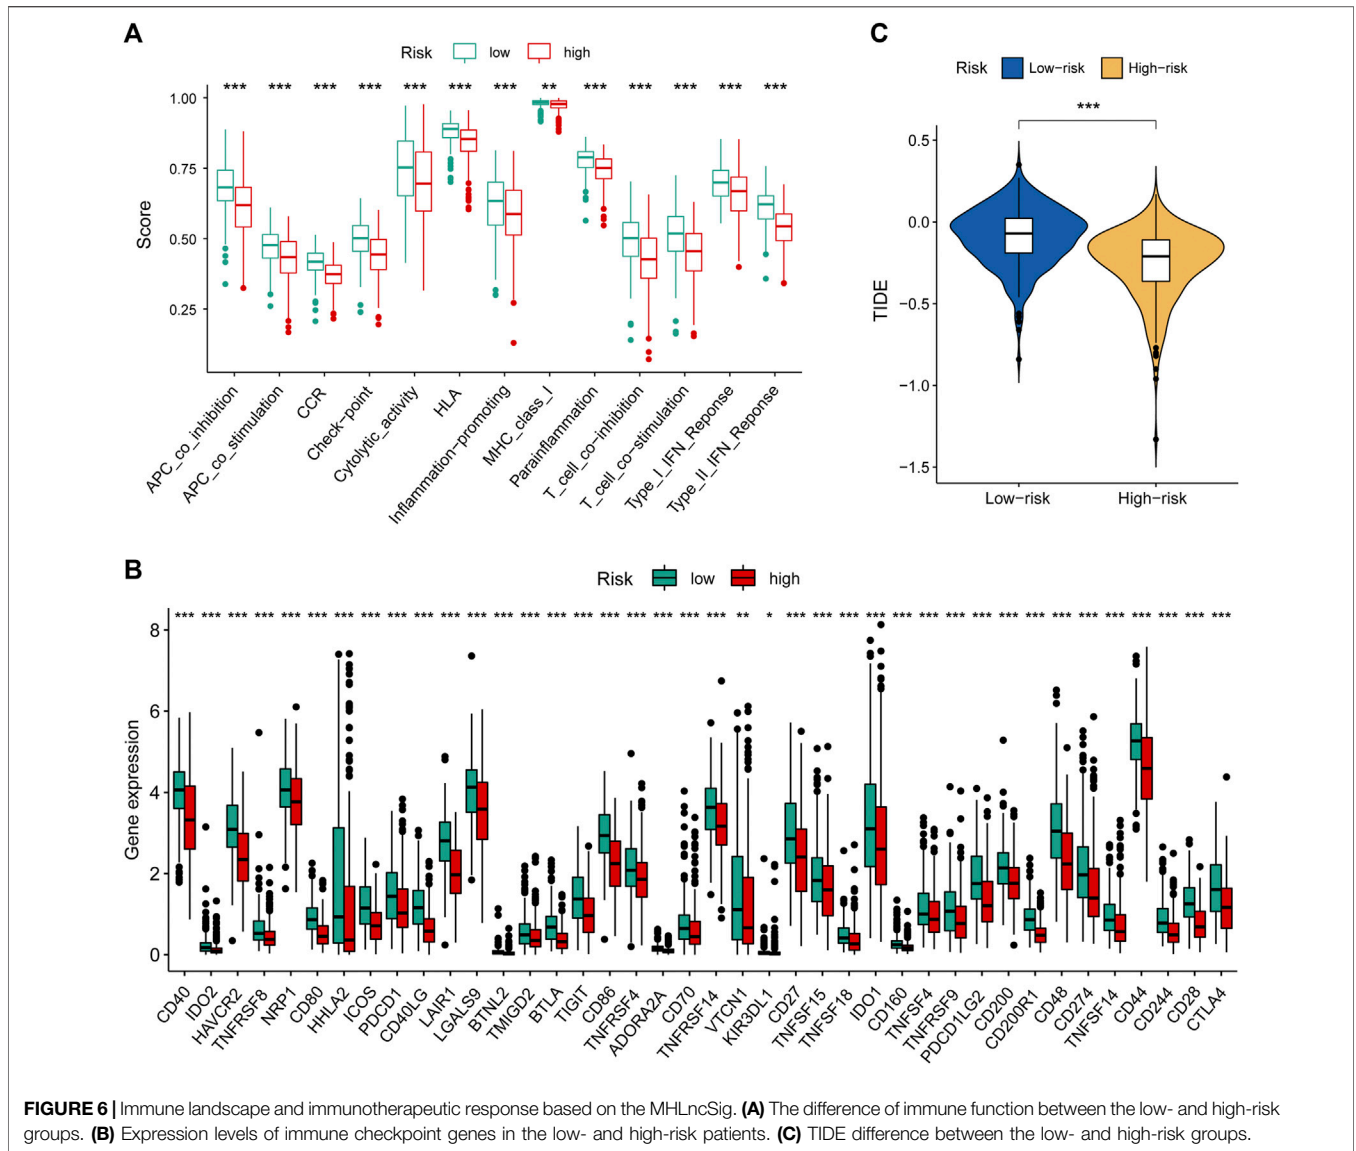 A
Risk low high
*** *** *** *** *** *** *** ** *** *** *** *** ***
1.00
0.75
0.50
0.25
Score
APC_co_inhibition
APC_co_stimulation
CCR
Check−point
Cytolytic_activity
HLA
Inflammation−promoting
MHC_class_I
Parainflammation
T_cell_co−inhibition
T_cell_co−stimulation
Type_I_IFN_Reponse
Type_II_IFN_Reponse
C
Risk Low−risk High−risk
***
0.5
0.0
−0.5
−1.0
−1.5
TIDE
Low−risk High−risk
B
Risk low high
*** *** *** *** *** *** *** *** *** *** *** *** *** *** *** *** *** *** *** *** *** ** * *** *** *** *** *** *** *** *** *** *** *** *** *** *** *** *** ***
8
6
4
2
0
Gene expression
CD40
IDO2
HAVCR2
TNFRSF8
NRP1
CD80
HHLA2
ICOS
PDCD1
CD40LG
LAIR1
LGALS9
BTNL2
TMIGD2
BTLA
TIGIT
CD86
TNFRSF4
ADORA2A
CD70
TNFRSF14
VTCN1
KIR3DL1
CD27
TNFSF15
TNFSF18
IDO1
CD160
TNFSF4
TNFRSF9
PDCD1LG2
CD200
CD200R1
CD48
CD274
TNFSF14
CD44
CD244
CD28
CTLA4
FIGURE 6 | Immune landscape and immunotherapeutic response based on the MHLncSig. (A) The difference of immune function between the low- and high-risk
groups. (B) Expression levels of immune checkpoint genes in the low- and high-risk patients. (C) TIDE difference between the low- and high-risk groups.